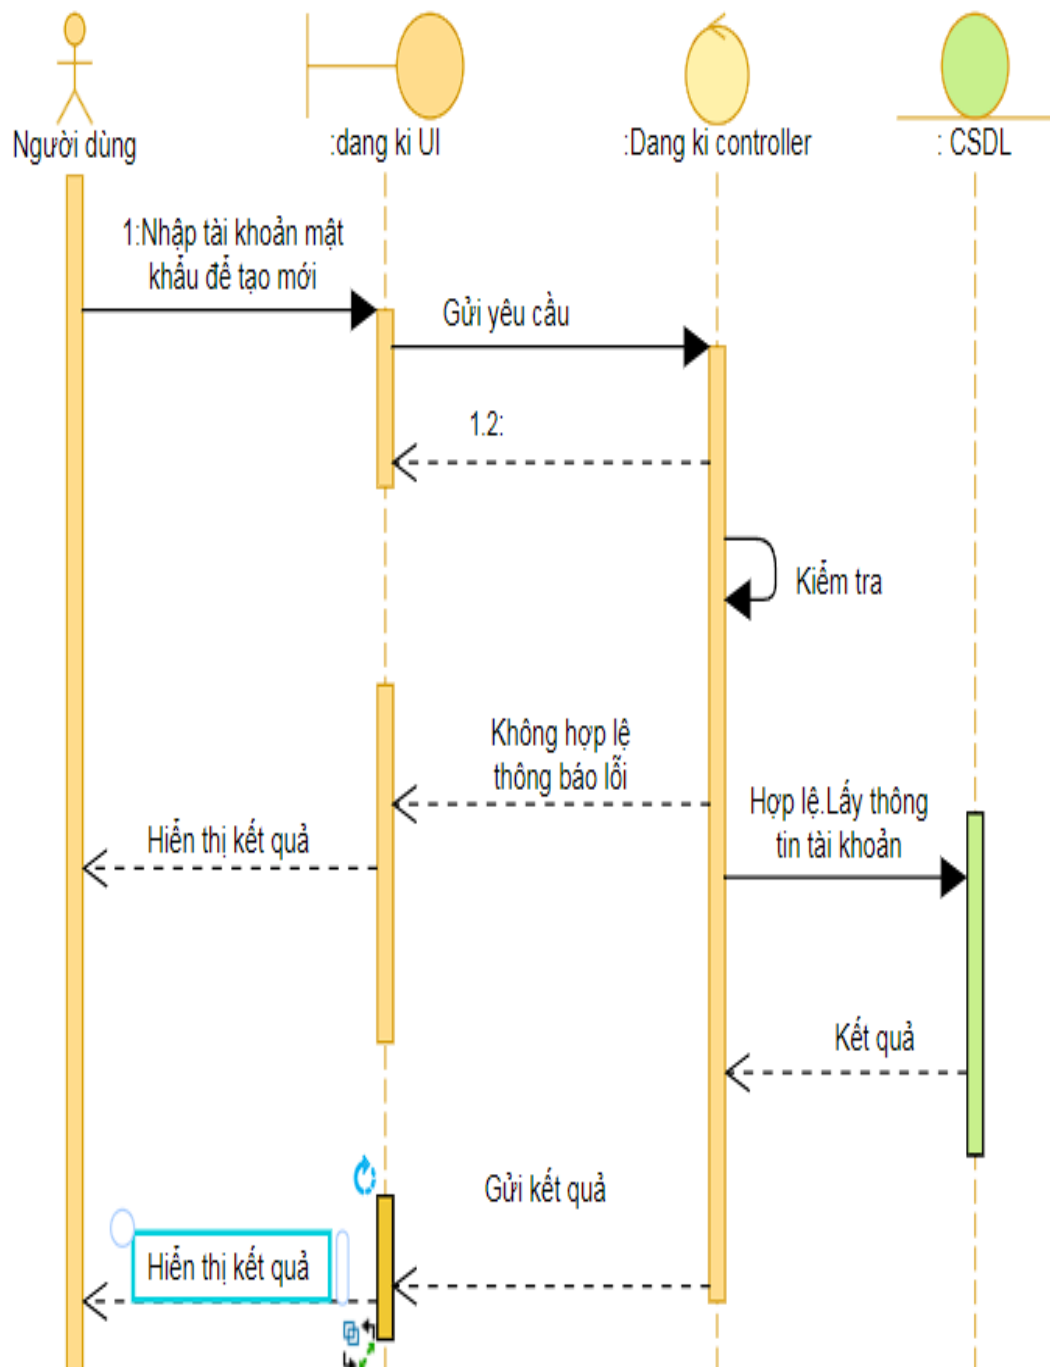 Người dùng
:dang ki UI
:Dang ki controller
: CSDL
1:Nhập tài khoản mật
khẩu để tạo mới
Gửi yêu cầu
1.2:
Kiểm tra
Không hợp lệ
thông báo lỗi
Hợp lệ.Lấy thông
tin tài khoản
Hiển thị kết quả
Kết quả
Gửi kết quả
Hiển thị kết quả